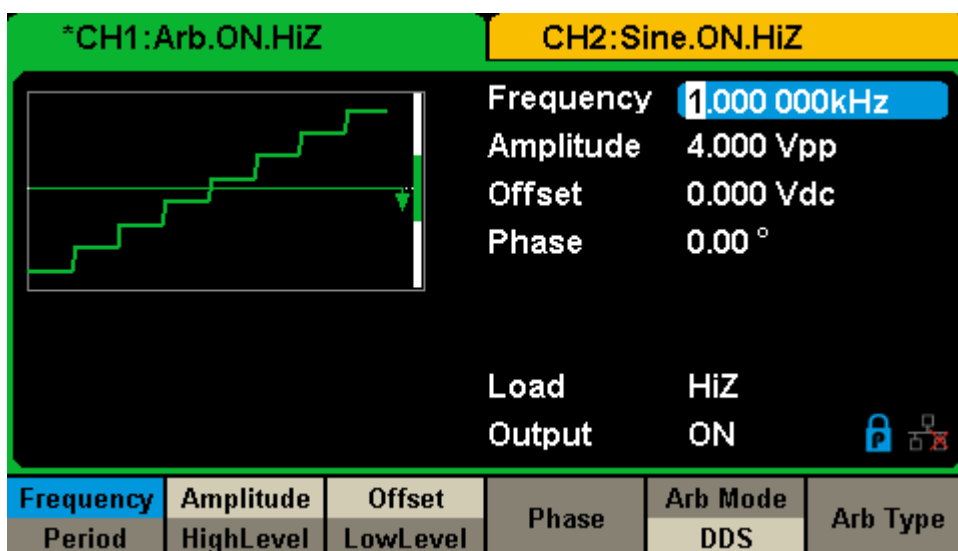 *CH1:Arb.ON.HiZ
CH2:Sine.ON.HiZ
Frequency 1.000 000kHz
Amplitude 4.000 Vpp
Offset 0.000 Vdc
Phase 0.00 °
Load HiZ
Output ON
P
Frequency Amplitude Offset Phase Arb Mode Arb Type
Period HighLevel LowLevel DDS